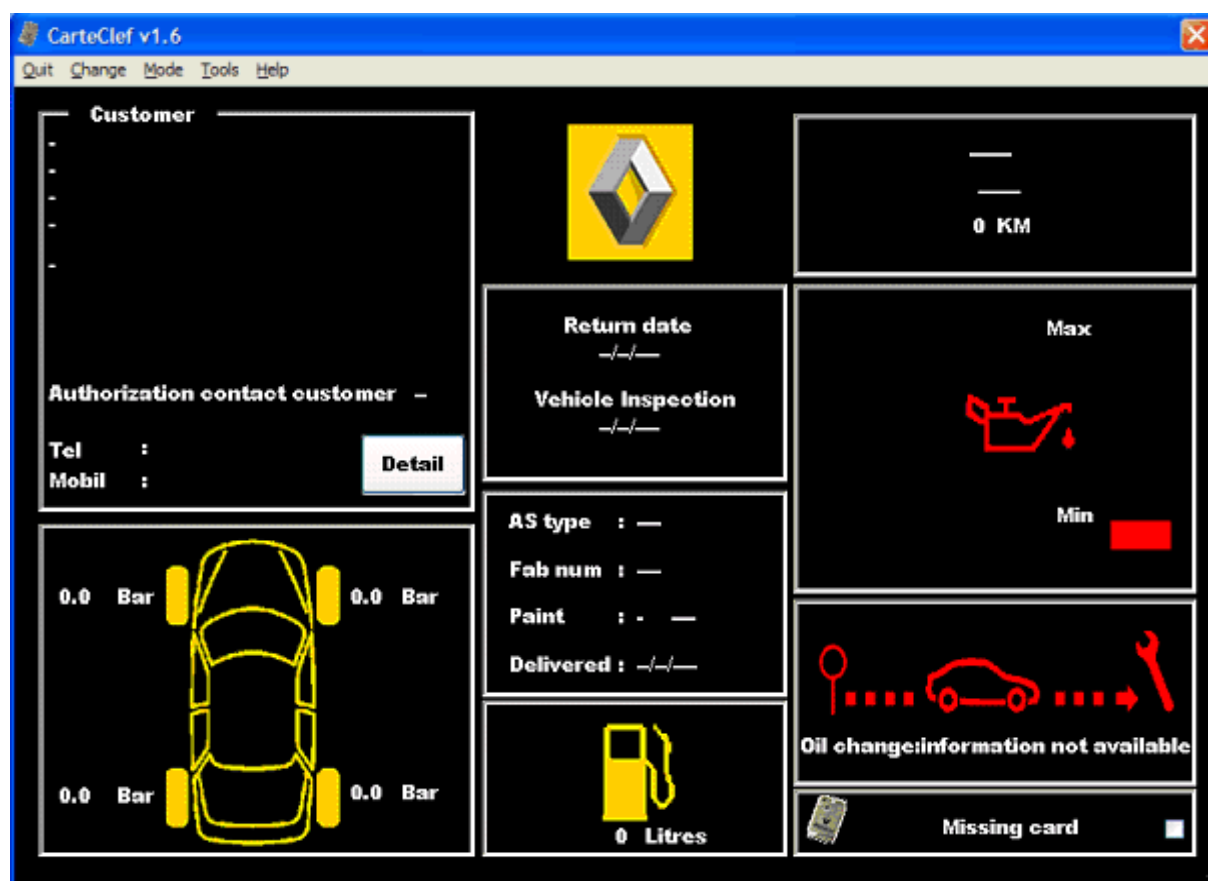 CarteClef v1.6
Quit Change Mode Tools Help
Customer
-
-
-
-
-
Authorization contact customer –
Tel :
Mobil :
Detail
0.0 Bar
0.0 Bar
0.0 Bar
0.0 Bar
Return date
–/–/—
Vehicle Inspection
–/–/—
AS type : —
Fab num : —
Paint : - —
Delivered : –/–/—
0 Litres
—
—
0 KM
Max
Min
Oil change:information not available
Missing card